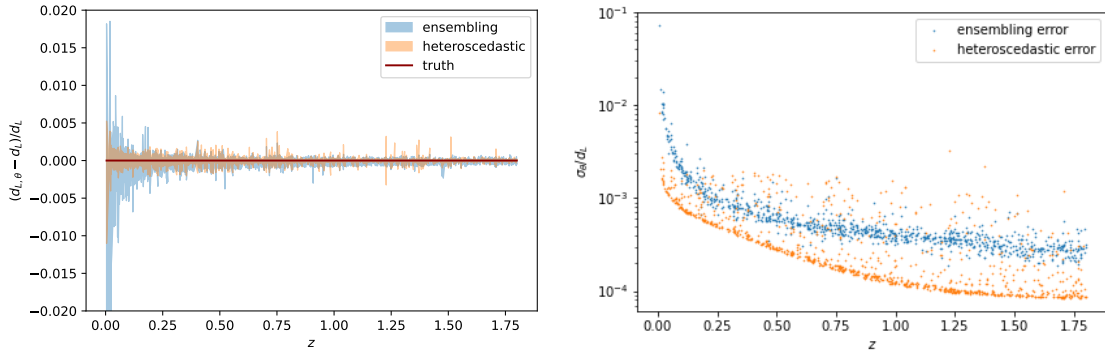 0.020
0.015
0.010
0.005
0.000
−0.005
−0.010
−0.015
−0.020
(d_{L,θ} − d_L)/d_L
0.00 0.25 0.50 0.75 1.00 1.25 1.50 1.75
z
ensembling
heteroscedastic
truth
10^{-1}
10^{-2}
10^{-3}
10^{-4}
σ_θ/d_L
0.00 0.25 0.50 0.75 1.00 1.25 1.50 1.75
z
ensembling error
heteroscedastic error